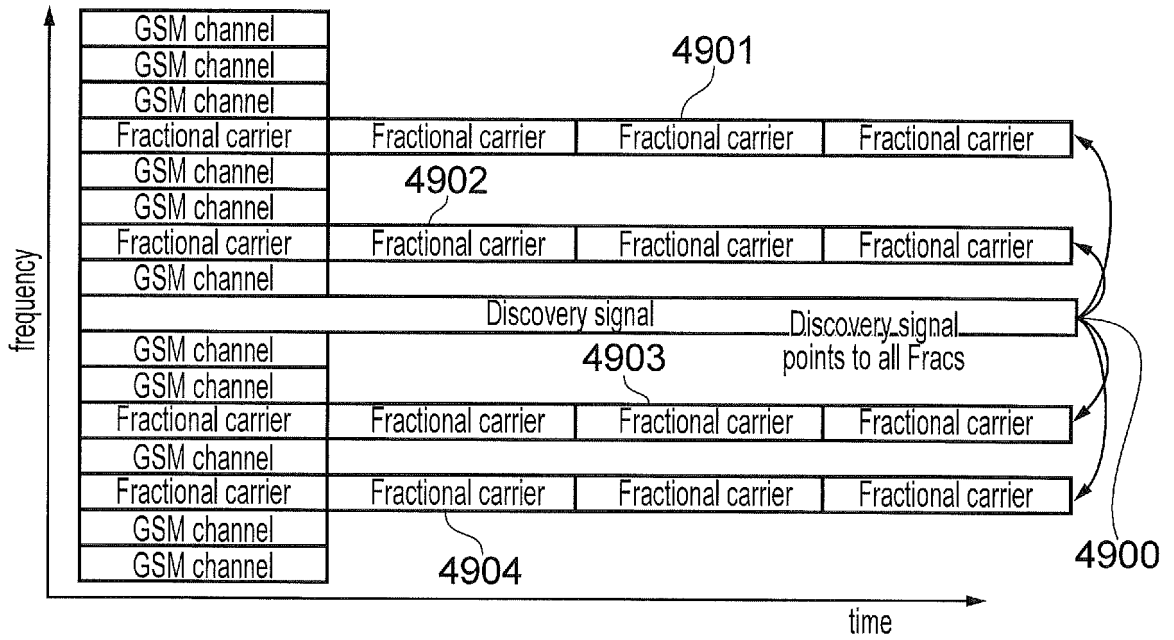 GSM channel
GSM channel
4901
GSM channel
Fractional carrier Fractional carrier Fractional carrier Fractional carrier
GSM channel
4902
GSM channel
Fractional carrier Fractional carrier Fractional carrier Fractional carrier
GSM channel
frequency
Discovery signal
Discovery signal
points to all Fracs
GSM channel
4903
GSM channel
Fractional carrier Fractional carrier Fractional carrier Fractional carrier
GSM channel
Fractional carrier Fractional carrier Fractional carrier Fractional carrier
GSM channel
4904
4900
GSM channel
time